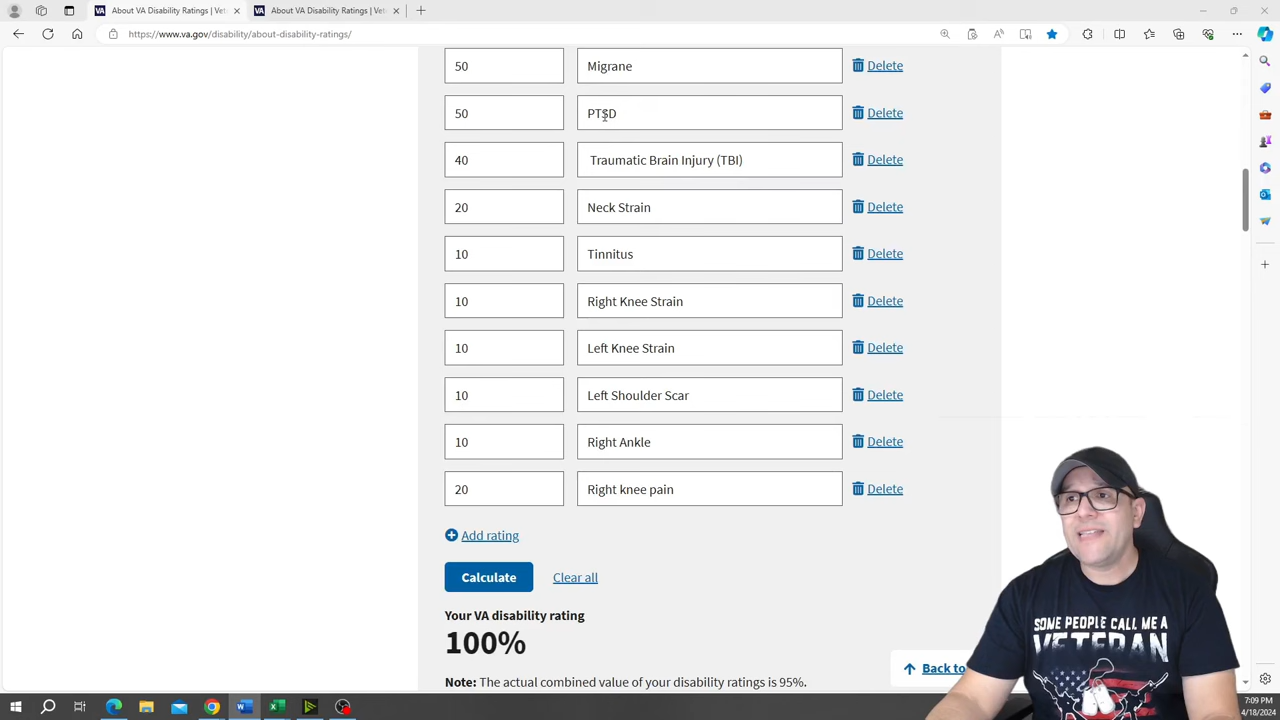 About VA Disability Ratings | Vet
About VA Disability Ratings | Vet
https://www.va.gov/disability/about-disability-ratings/
50 Migrane Delete
50 PTSD Delete
40 Traumatic Brain Injury (TBI) Delete
20 Neck Strain Delete
10 Tinnitus Delete
10 Right Knee Strain Delete
10 Left Knee Strain Delete
10 Left Shoulder Scar Delete
10 Right Ankle Delete
20 Right knee pain Delete
Add rating
Calculate Clear all
Your VA disability rating
100%
Back to
Note: The actual combined value of your disability ratings is 95%.
SOME PEOPLE CALL ME A
VETERAN
7:09 PM
4/18/2024